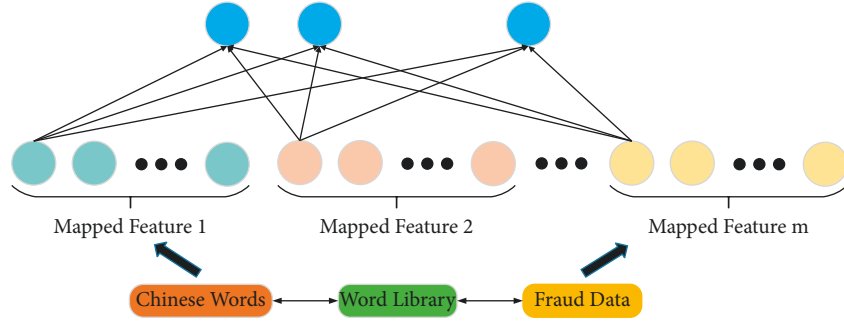 Mapped Feature 1
Mapped Feature 2
Mapped Feature m
Chinese Words
Word Library
Fraud Data